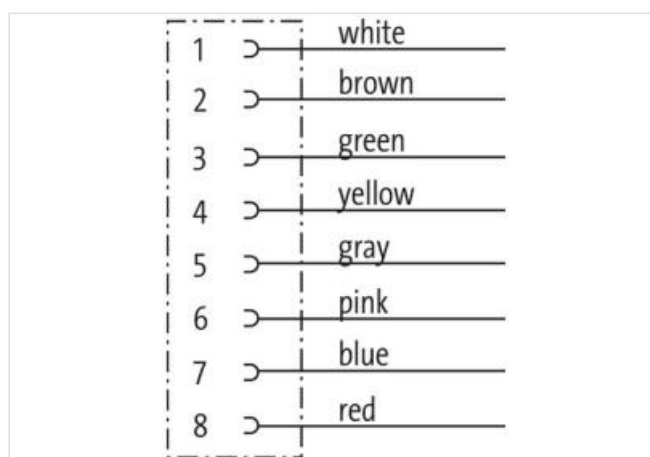 1 white
2 brown
3 green
4 yellow
5 gray
6 pink
7 blue
8 red